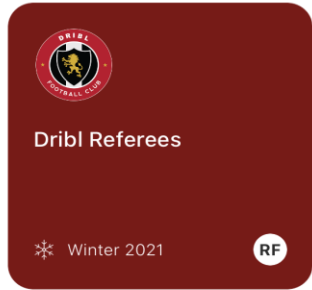 DRIBL
FOOTBALL CLUB
Dribl Referees
Winter 2021
RF